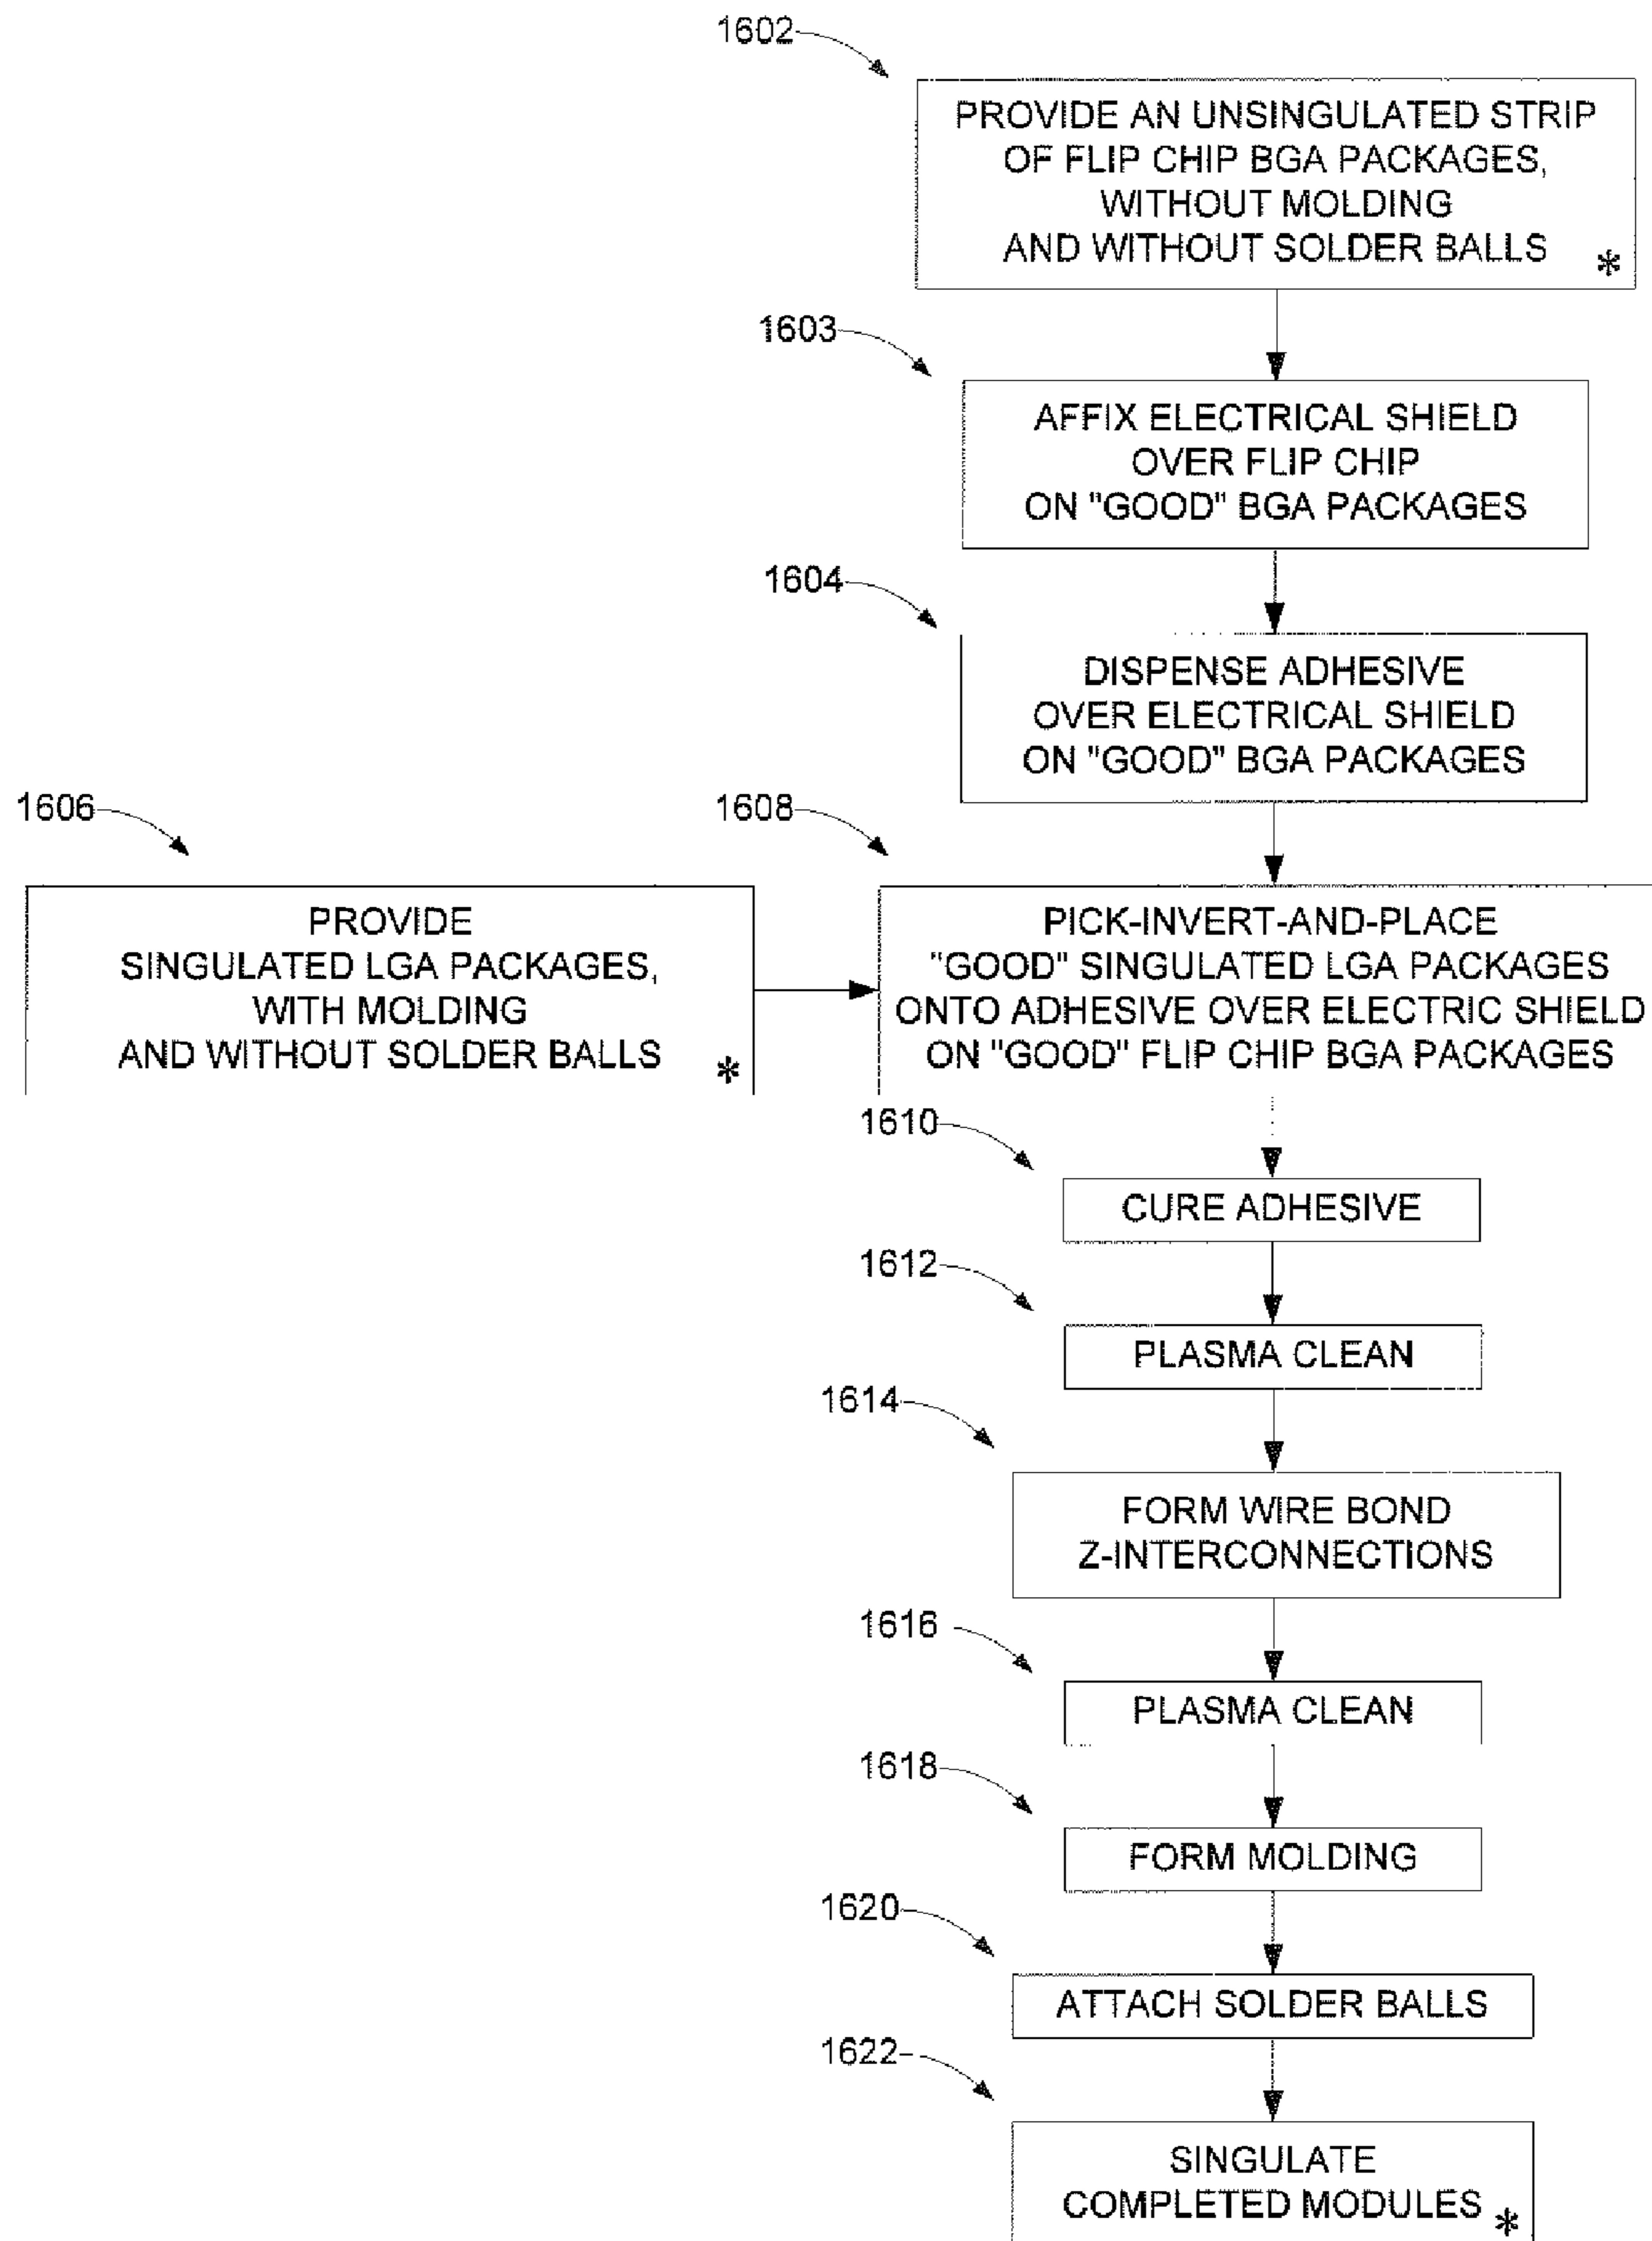 1602
PROVIDE AN UNSINGULATED STRIP
OF FLIP CHIP BGA PACKAGES,
WITHOUT MOLDING
AND WITHOUT SOLDER BALLS *
1603
AFFIX ELECTRICAL SHIELD
OVER FLIP CHIP
ON "GOOD" BGA PACKAGES
1604
DISPENSE ADHESIVE
OVER ELECTRICAL SHIELD
ON "GOOD" BGA PACKAGES
1606
PROVIDE
SINGULATED LGA PACKAGES,
WITH MOLDING
AND WITHOUT SOLDER BALLS *
1608
PICK-INVERT-AND-PLACE
"GOOD" SINGULATED LGA PACKAGES
ONTO ADHESIVE OVER ELECTRIC SHIELD
ON "GOOD" FLIP CHIP BGA PACKAGES
1610
CURE ADHESIVE
1612
PLASMA CLEAN
1614
FORM WIRE BOND
Z-INTERCONNECTIONS
1616
PLASMA CLEAN
1618
FORM MOLDING
1620
ATTACH SOLDER BALLS
1622
SINGULATE
COMPLETED MODULES *